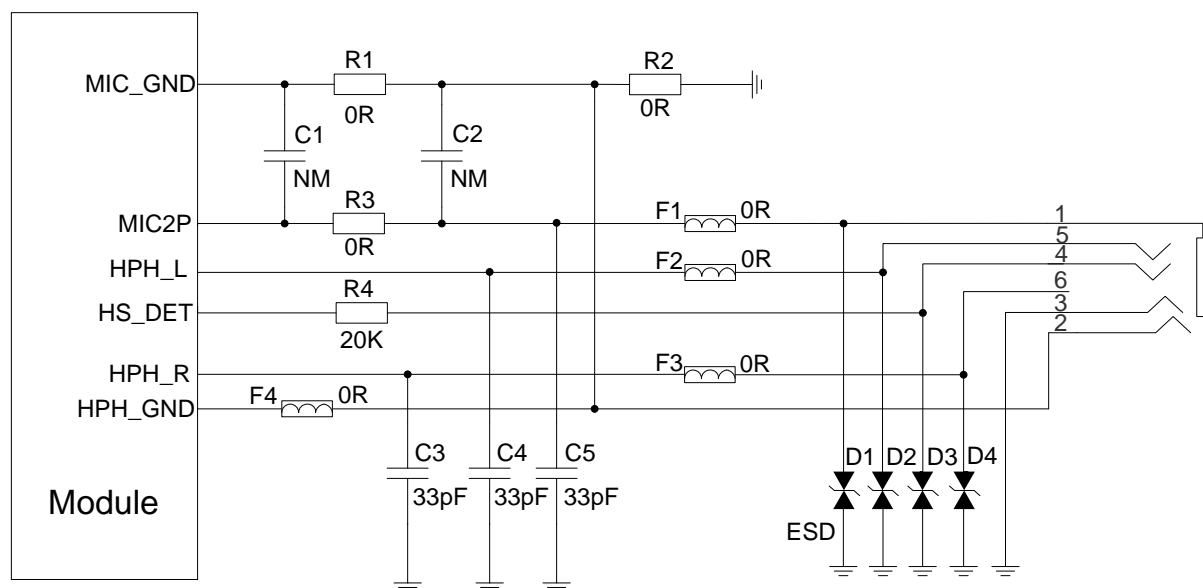 MIC_GND
R1
0R
R2
0R
C1
NM
C2
NM
MIC2P
R3
0R
F1
0R
1
5
HPH_L
F2
0R
4
HS_DET
R4
20K
6
3
2
HPH_R
F3
0R
HPH_GND
F4
0R
C3
33pF
C4
33pF
C5
33pF
D1
D2
D3
D4
ESD
Module